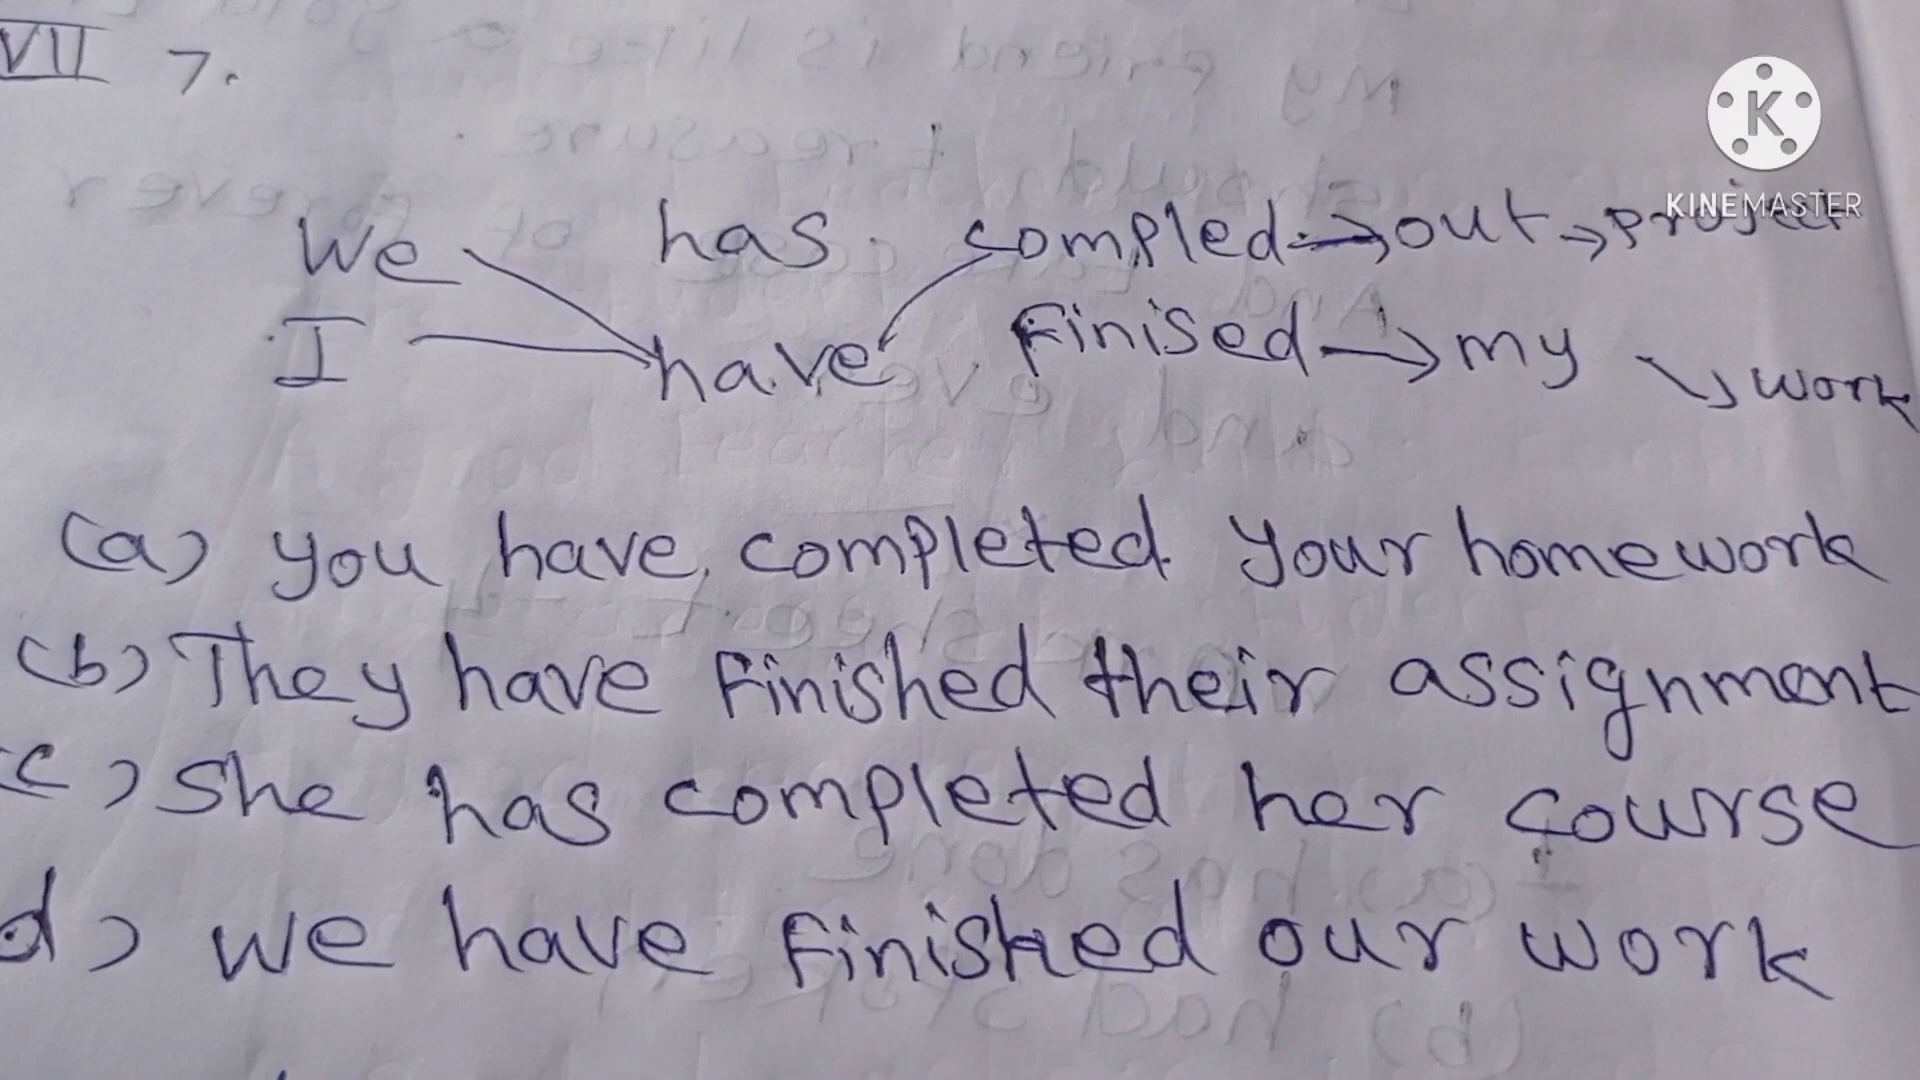 VII 7.
K
KINEMASTER
We has compled → out → project
I have Finised → my → work
(a) you have completed your homework
(b) They have Finished their assignment
c) She has completed her course
d) we have Finished our work